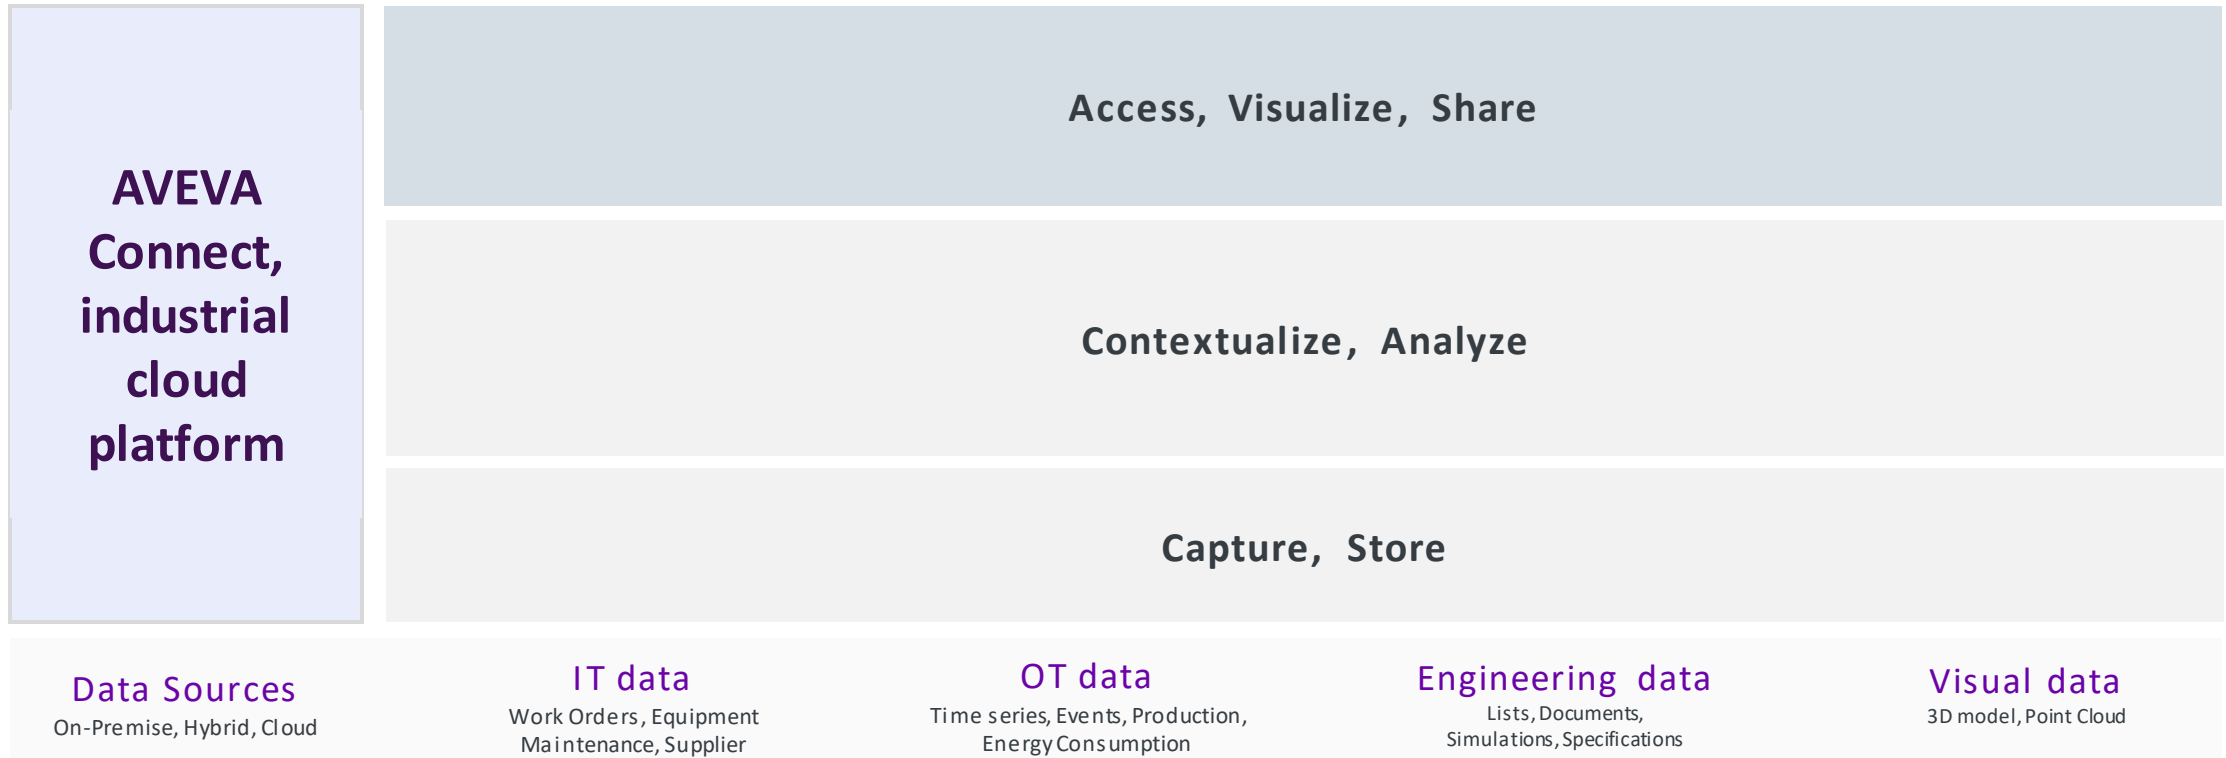 AVEVA
Connect,
industrial
cloud
platform
Access, Visualize, Share
Contextualize, Analyze
Capture, Store
Data Sources
On-Premise, Hybrid, Cloud
IT data
Work Orders, Equipment
Maintenance, Supplier
OT data
Time series, Events, Production,
Energy Consumption
Engineering data
Lists, Documents,
Simulations, Specifications
Visual data
3D model, Point Cloud